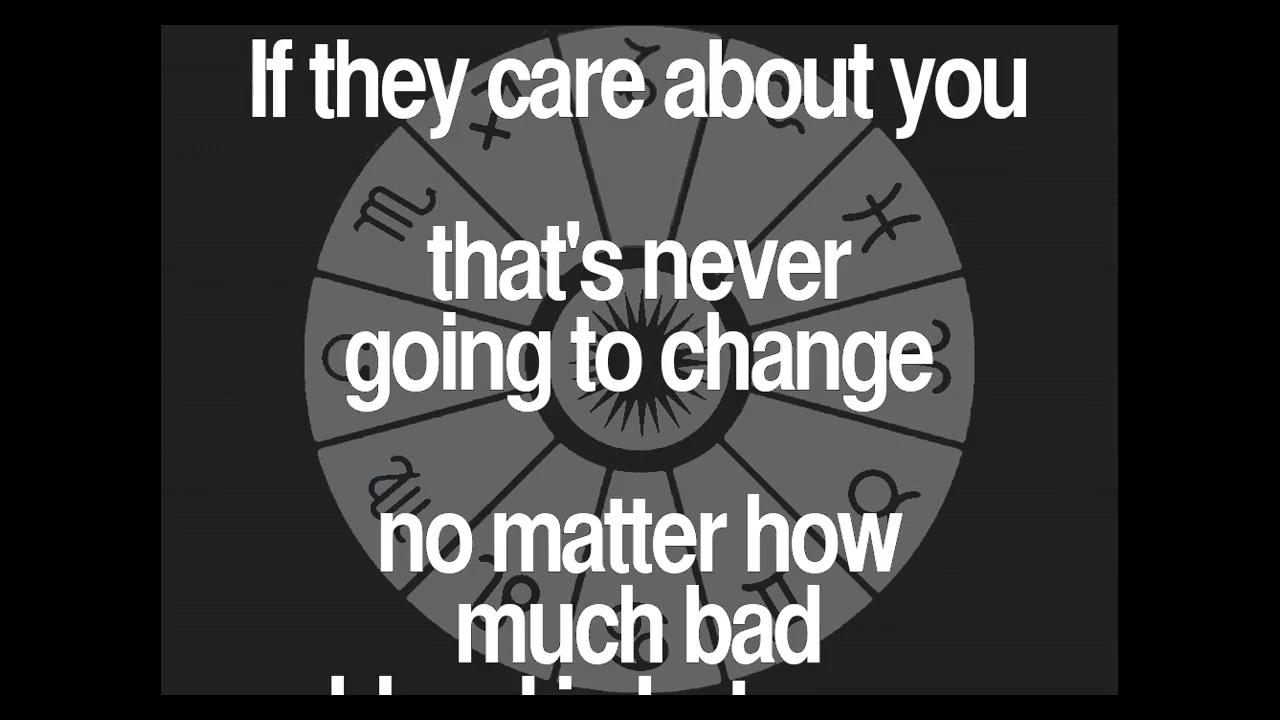 If they care about you
that's never
going to change
no matter how
much bad